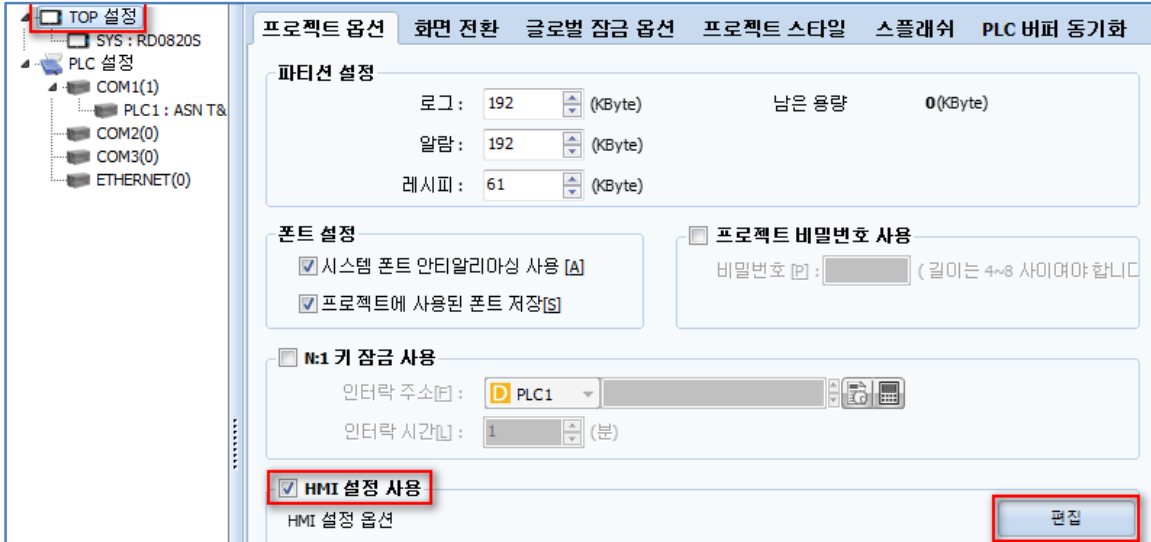 TOP 설정
SYS : RD0820S
PLC 설정
COM1(1)
PLC1 : ASN T&
COM2(0)
COM3(0)
ETHERNET(0)
프로젝트 옵션 화면 전환 글로벌 잠금 옵션 프로젝트 스타일 스플래쉬 PLC 버퍼 동기화
파티션 설정
로그 : 192 (KByte) 남은 용량 0(KByte)
알람 : 192 (KByte)
레시피 : 61 (KByte)
폰트 설정
시스템 폰트 안티알리아싱 사용 [A]
프로젝트에 사용된 폰트 저장[S]
프로젝트 비밀번호 사용
비밀번호 [P] : ( 길이는 4~8 사이여야 합니다
N:1 키 잠금 사용
인터락 주소[F] : D PLC1
인터락 시간[L] : 1 (분)
HMI 설정 사용
HMI 설정 옵션 편집